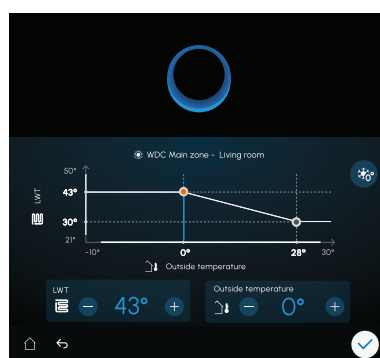 WDC Main zone - Living room
50°
43°
LWT
30°
21°
-10° 0° 28° 30°
Outside temperature
LWT
43°
Outside temperature
0°